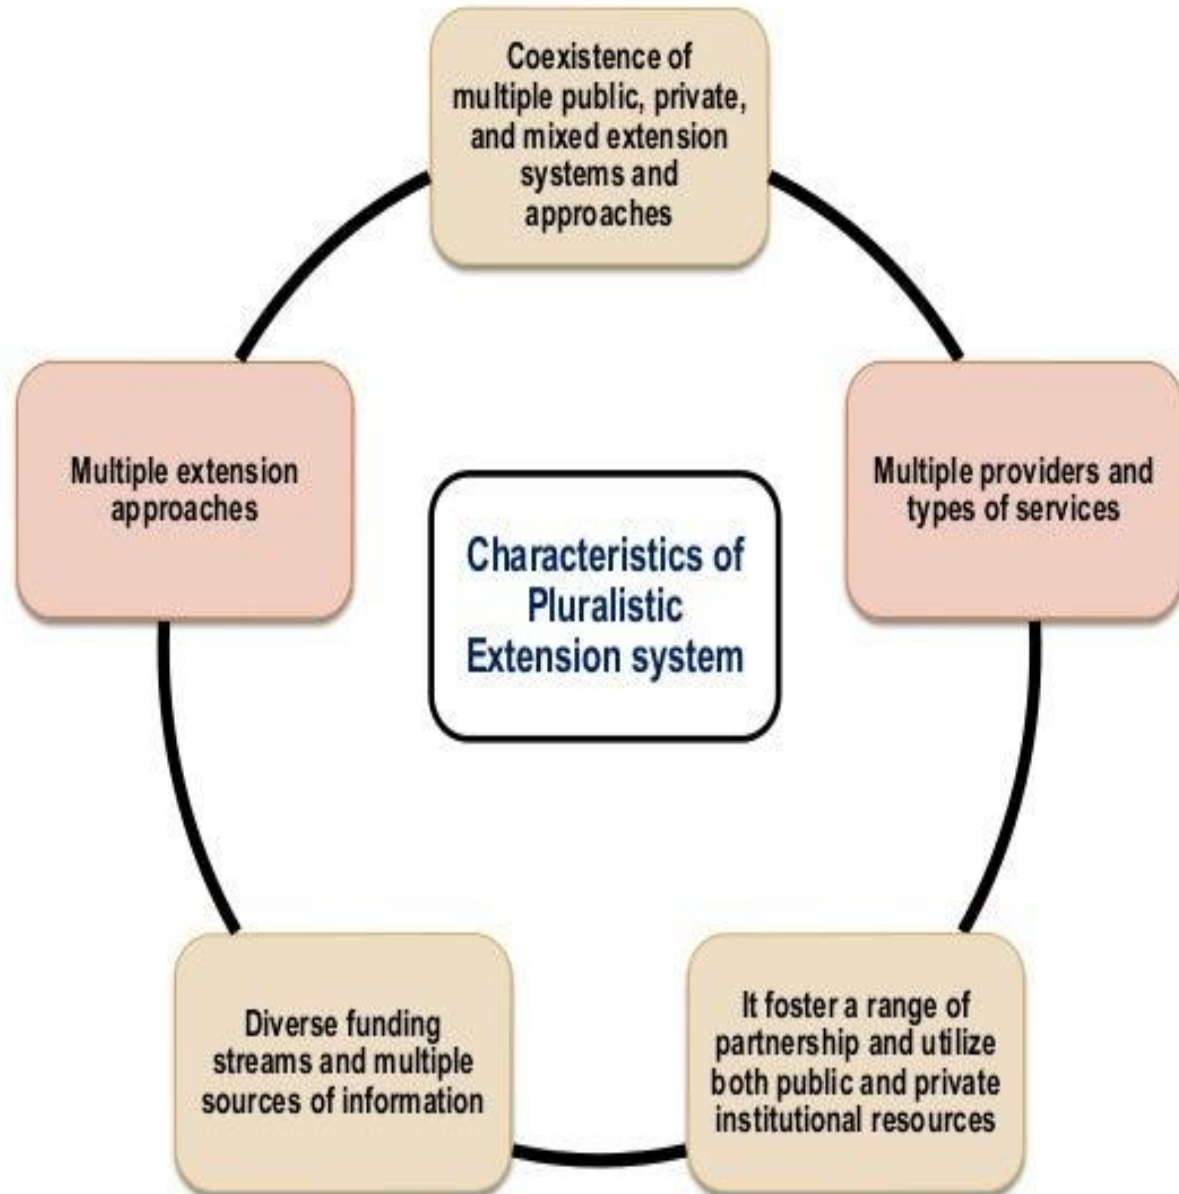 Coexistence of
multiple public, private,
and mixed extension
systems and
approaches
Multiple extension
approaches
Multiple providers and
types of services
Characteristics of
Pluralistic
Extension system
Diverse funding
streams and multiple
sources of information
It foster a range of
partnership and utilize
both public and private
institutional resources